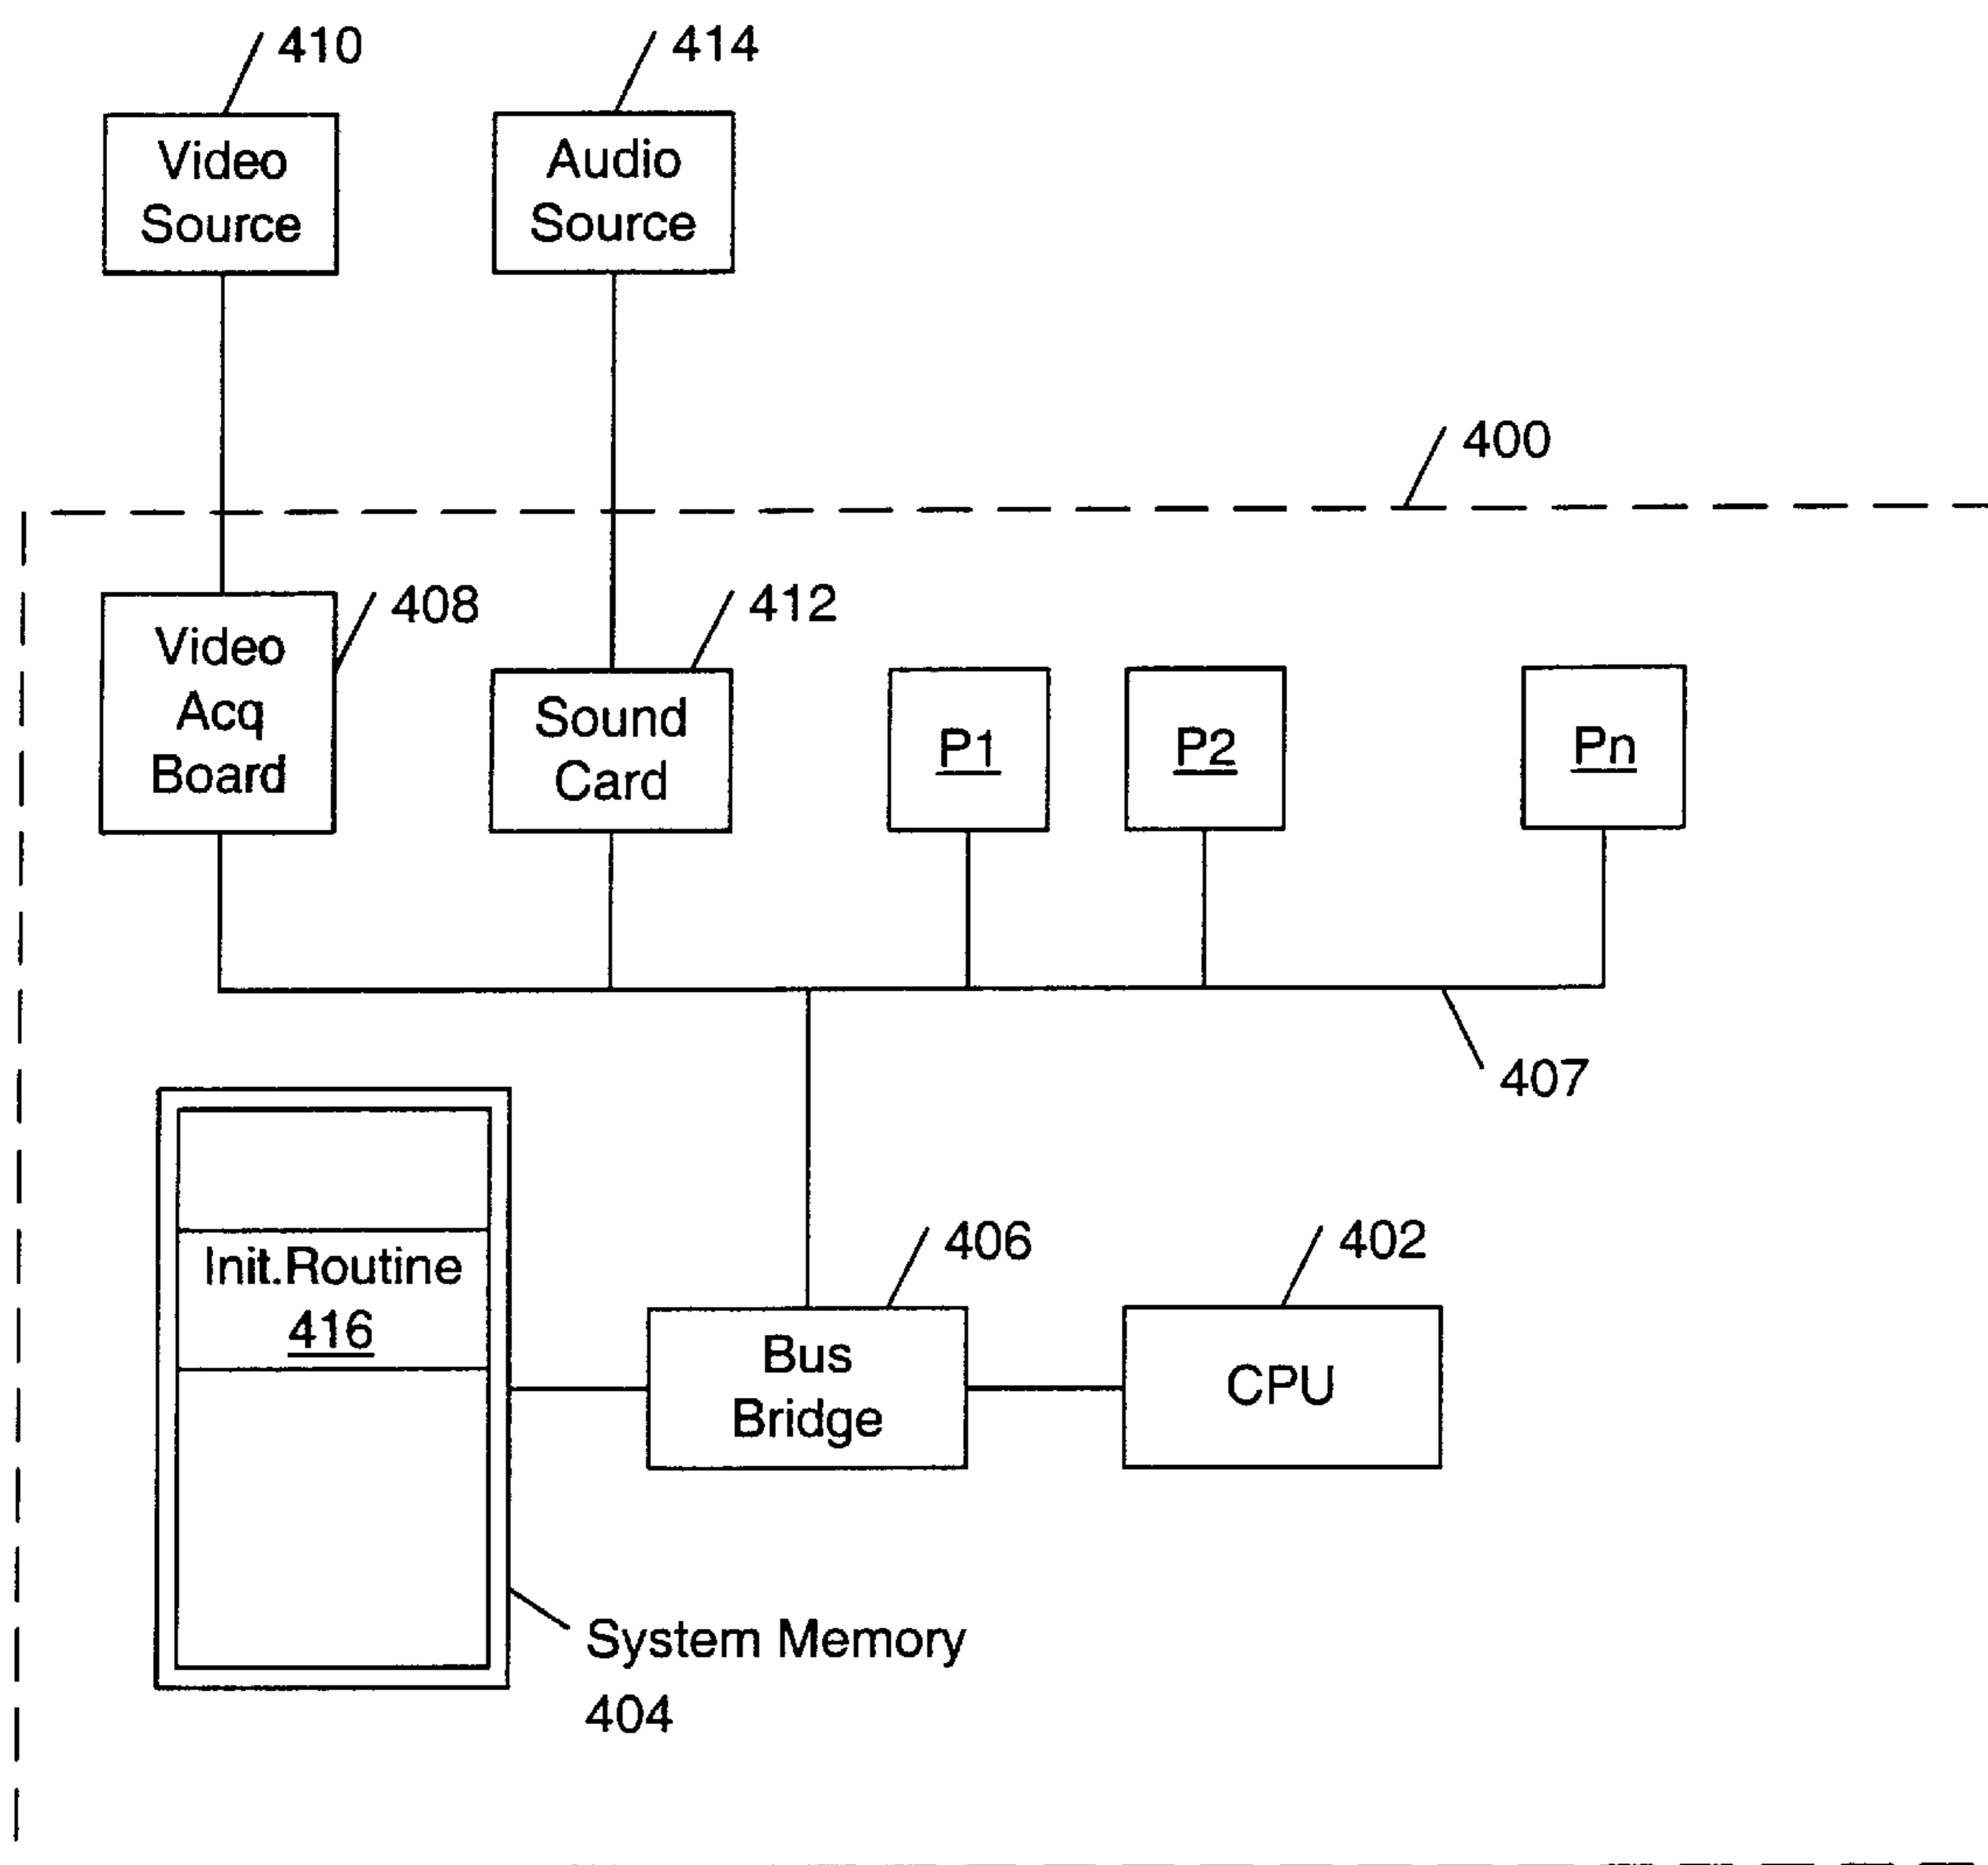 410
414
Video
Source
Audio
Source
400
408
412
Video
Acq
Board
Sound
Card
P1
P2
Pn
407
Init.Routine
416
406
402
Bus
Bridge
CPU
System Memory
404